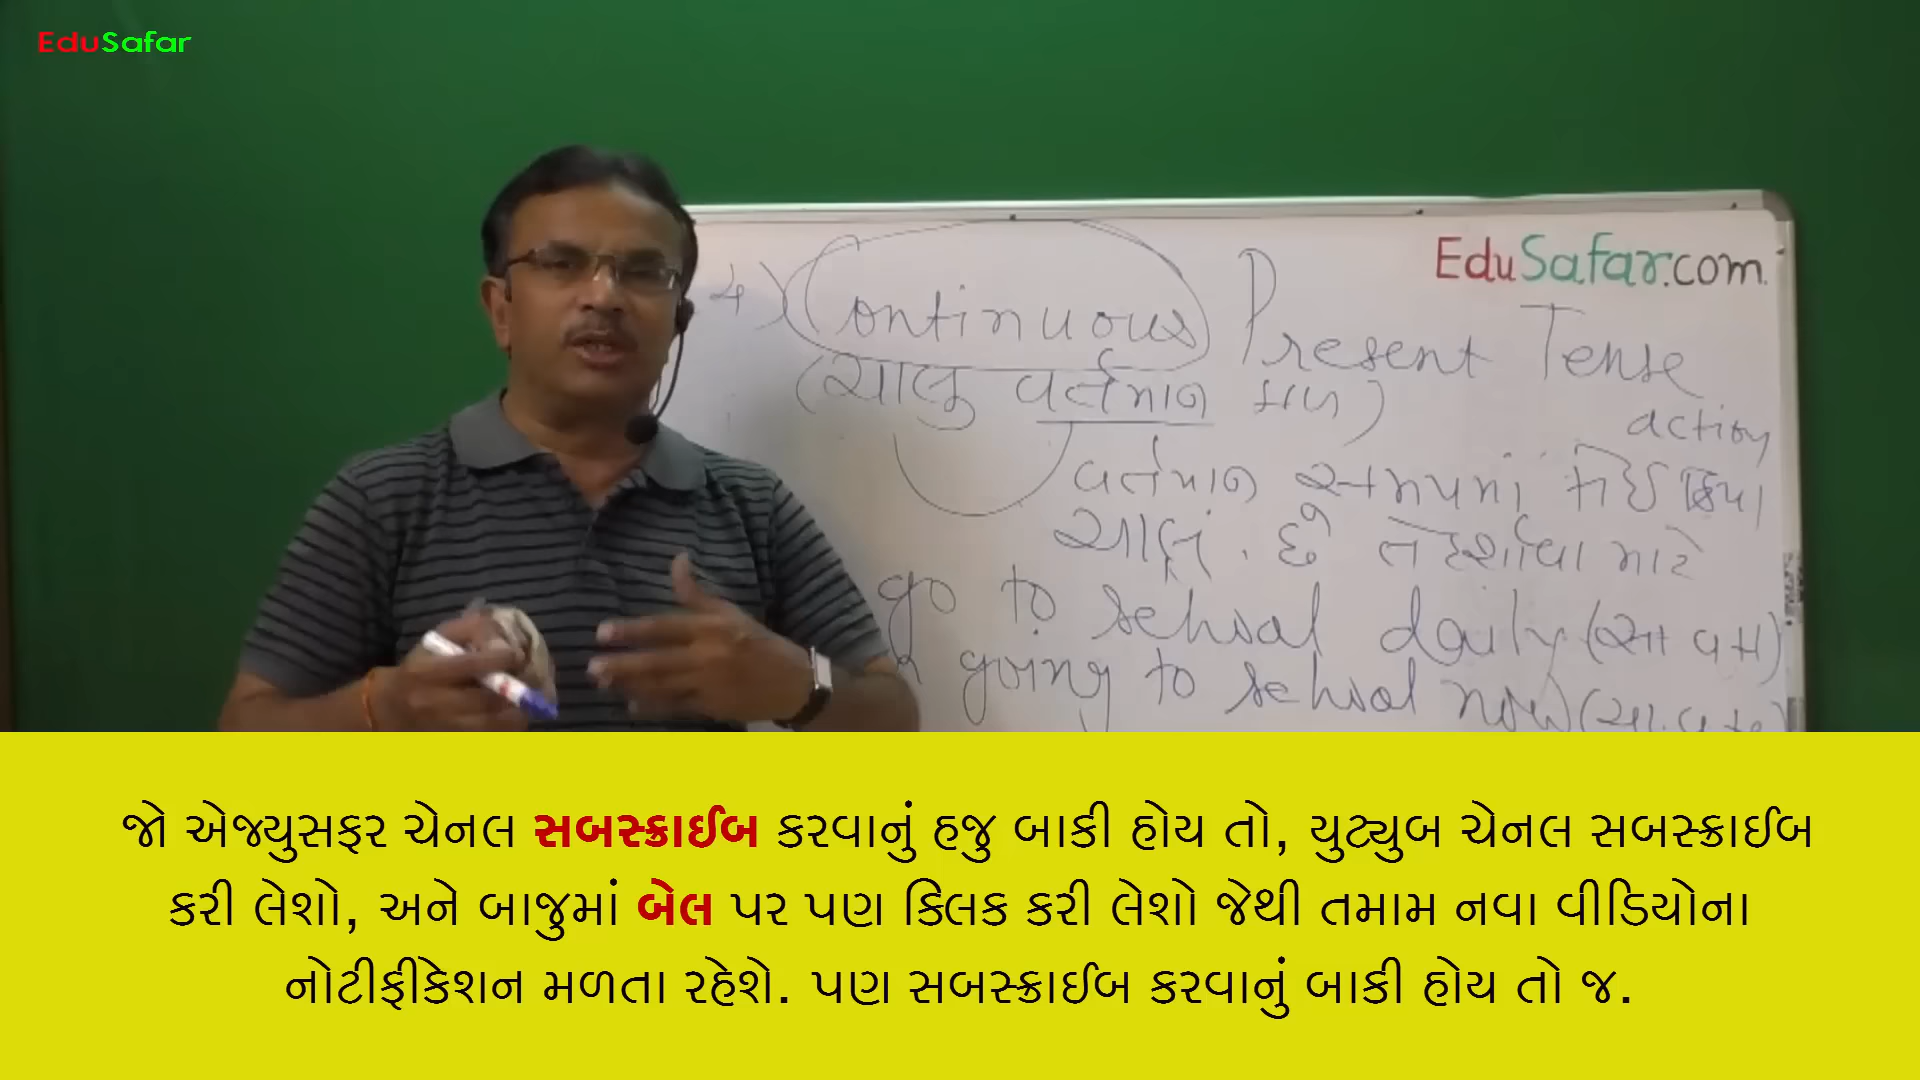 EduSafar
EduSafar.com
4) Continuous Present Tense
(ચાલુ વર્તમાન કાળ)
action
વર્તમાન સમયમાં કોઈ ક્રિયા
ચાલુ છે તે દર્શાવવા માટે
go to school daily (સા વ કા)
going to school now (ચા. વ. કા
જો એજ્યુસફર ચેનલ સબસ્ક્રાઈબ કરવાનું હજુ બાકી હોય તો, યુટ્યુબ ચેનલ સબસ્ક્રાઈબ
કરી લેશો, અને બાજુમાં બેલ પર પણ ક્લિક કરી લેશો જેથી તમામ નવા વીડિયોના
નોટીફીકેશન મળતા રહેશે. પણ સબસ્ક્રાઈબ કરવાનું બાકી હોય તો જ.